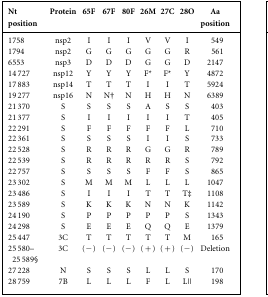 Nt position Protein 65F 67F 80F 26M 27C 28O Aa position
1758 nsp2 I I I V V I 549
1794 nsp2 G G G G G R 561
6553 nsp3 D D D G G D 2147
14 727 nsp12 Y Y Y F* F* Y 4872
17 883 nsp14 T T T I I T 5924
19 277 nsp16 N N† N H H N 6389
21 370 S S S S A S S 403
21 377 S I I I I I T 405
22 291 S F F F F F L 710
22 361 S S S S I I S 733
22 528 S R R R G G R 789
22 539 S R R R R R S 792
22 757 S S S S F F S 865
23 302 S M M M L L L 1047
23 486 S I I I T T T‡ 1108
23 589 S K K K N N K 1142
24 190 S P P P P P S 1343
24 298 S E E E Q Q E 1379
25 447 3C T T T T T M 165
25 580– 3C (−) (−) (−) (+) (+) (−) Deletion
25 589§
27 228 N S S S L L S 170
28 759 7B L L L F L L|| 198